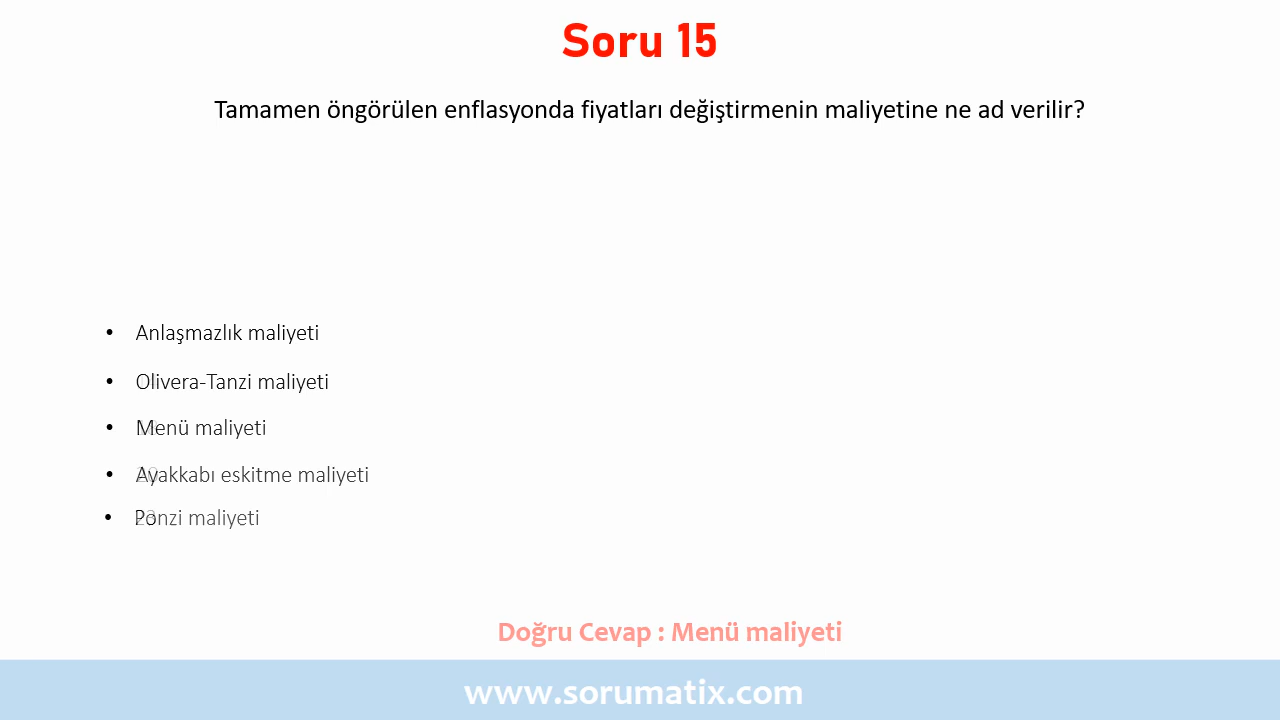 Soru 15
Tamamen öngörülen enflasyonda fiyatları değiştirmenin maliyetine ne ad verilir?
• Anlaşmazlık maliyeti
• Olivera-Tanzi maliyeti
• Menü maliyeti
• Ayakkabı eskitme maliyeti
• Ponzi maliyeti
Doğru Cevap : Menü maliyeti
www.sorumatix.com